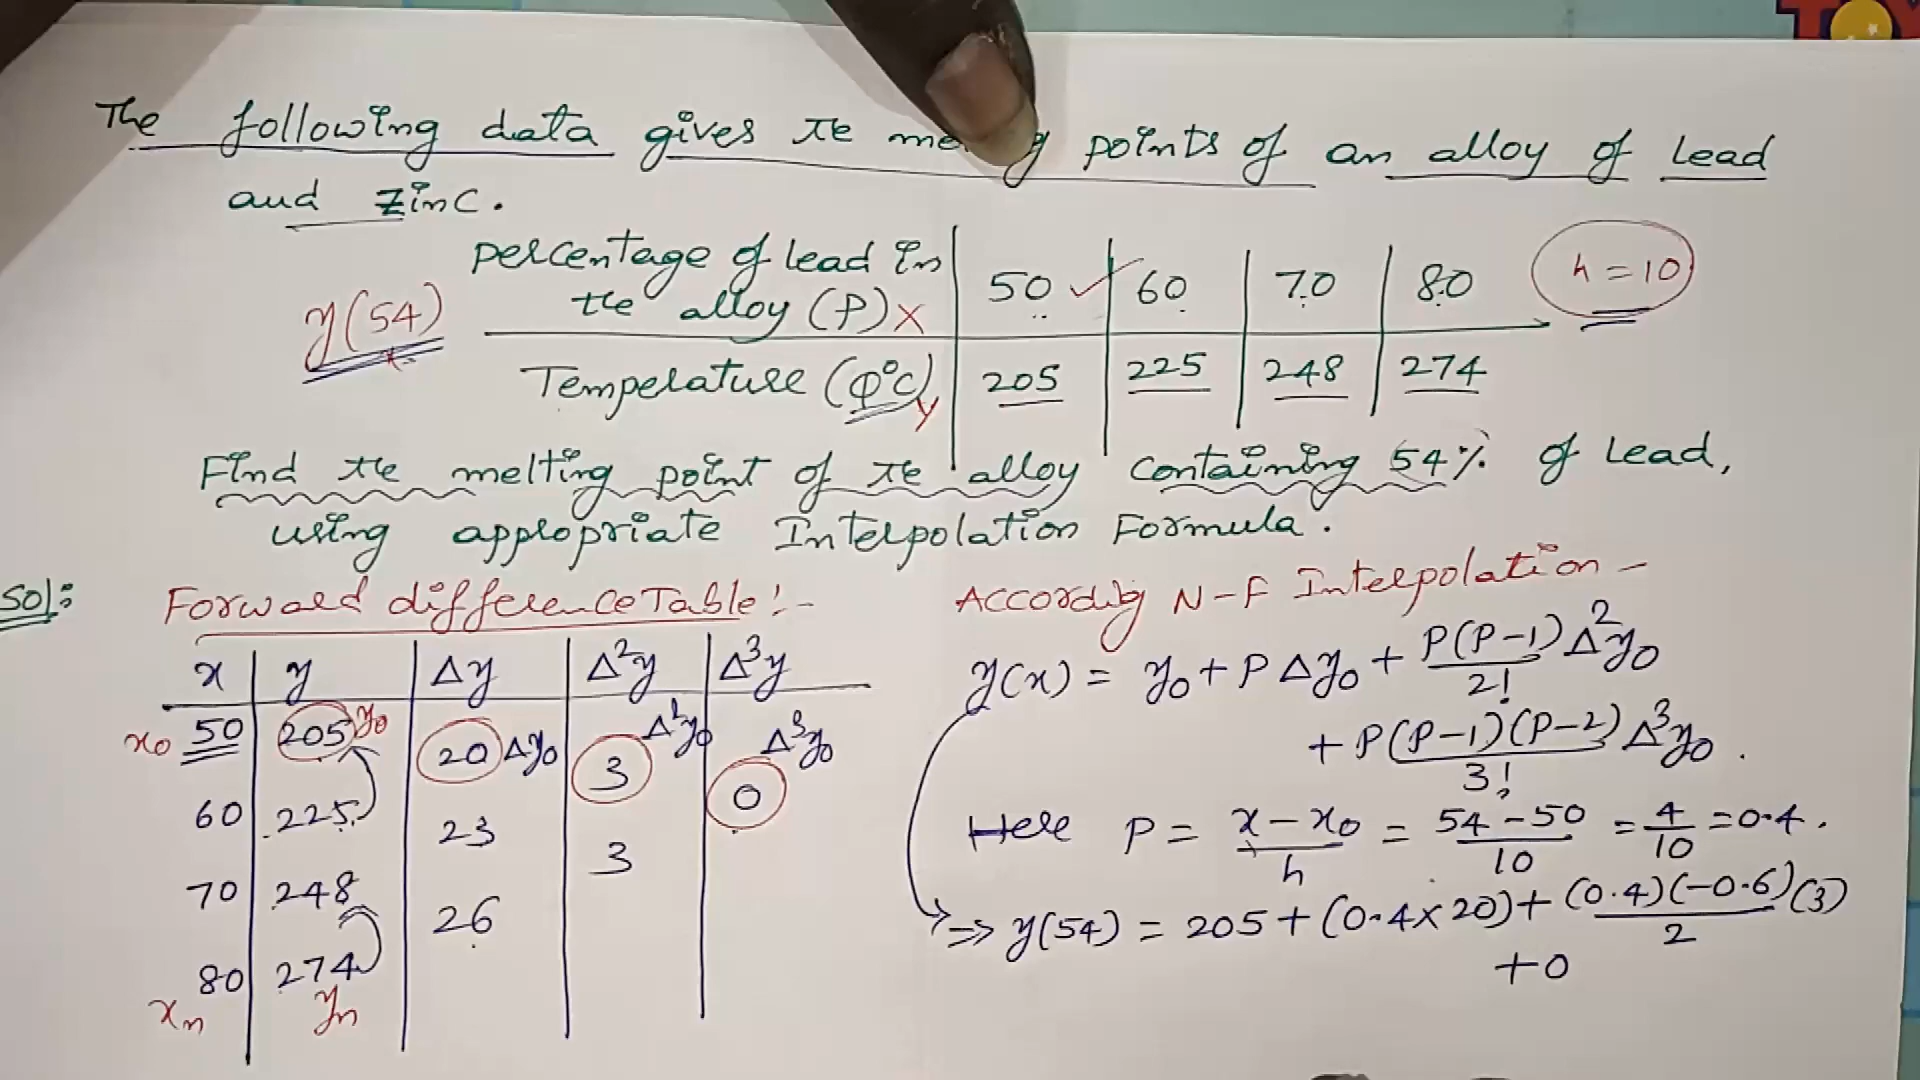 The following data gives the me g points of an alloy of Lead
and Zinc.
percentage of lead in the alloy (P) X | 50 ✓ | 60 | 70 | 80
h = 10
y(54)
Temperature (φ°C) Y | 205 | 225 | 248 | 274
Find the melting point of the alloy containing 54% of Lead,
using appropriate Interpolation Formula.
Sol:
Forward difference Table:-
x | y | Δy | Δ²y | Δ³y
x₀ 50 | 205 y₀ | 20 Δy₀ | 3 Δ²y₀ | 0 Δ³y₀
60 | 225 | 23 | 3
70 | 248 | 26
80 | 274
xₙ yₙ
According N-F Interpolation -
y(x) = y₀ + P Δy₀ + P(P-1)/2! Δ²y₀
+ P(P-1)(P-2)/3! Δ³y₀.
Here P = x - x₀/h = 54 - 50/10 = 4/10 = 0.4.
⇒ y(54) = 205 + (0.4 × 20) + (0.4)(-0.6)/2 (3)
+ 0